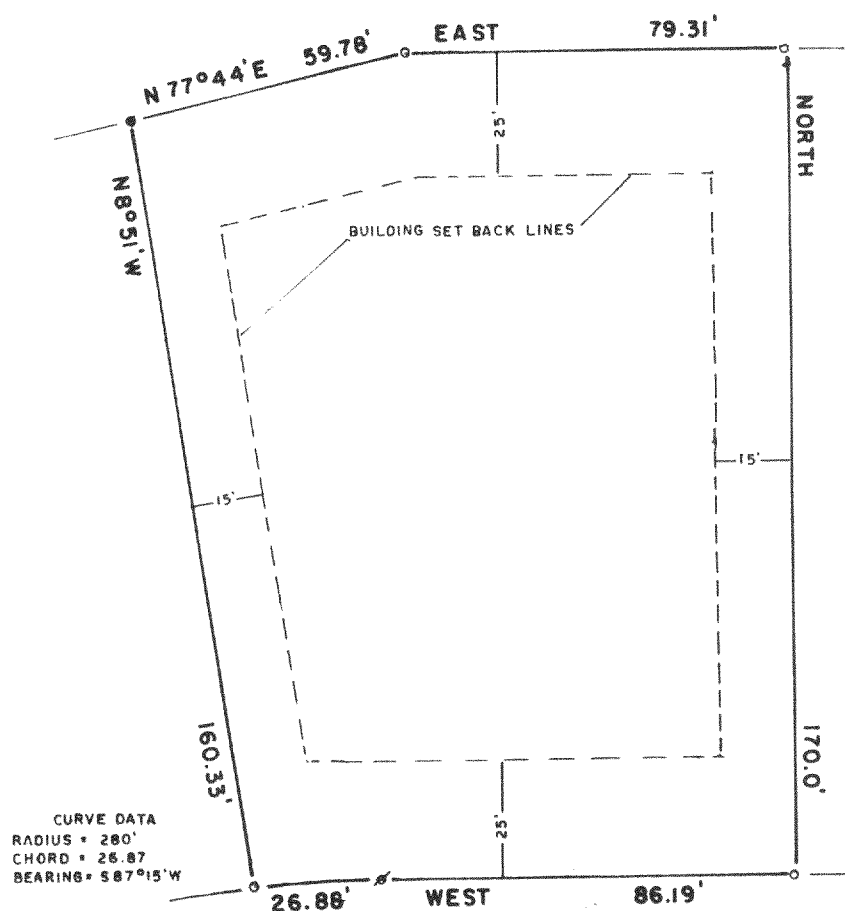 EAST
79.31'
59.78'
N 77°44'E
NORTH
25'
N8°51'W
BUILDING SET BACK LINES
15'
15'
160.33'
170.0'
25'
CURVE DATA
RADIUS = 280'
CHORD = 26.87
BEARING= S87°15'W
26.88'
WEST
86.19'